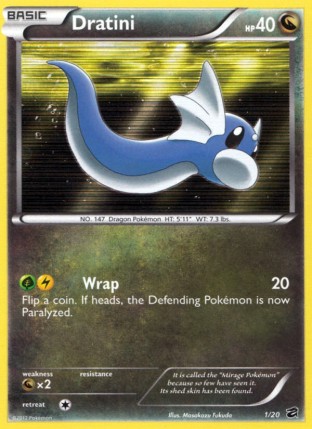 BASIC
Dratini
HP40
NO. 147 Dragon Pokémon HT: 5'11" WT: 7.3 lbs.
Wrap 20
Flip a coin. If heads, the Defending Pokémon is now
Paralyzed.
weakness resistance
×2
retreat
It is called the "Mirage Pokémon"
because so few have seen it.
Its shed skin has been found.
©2013 Pokémon
Illus. Masakazu Fukuda 1/20